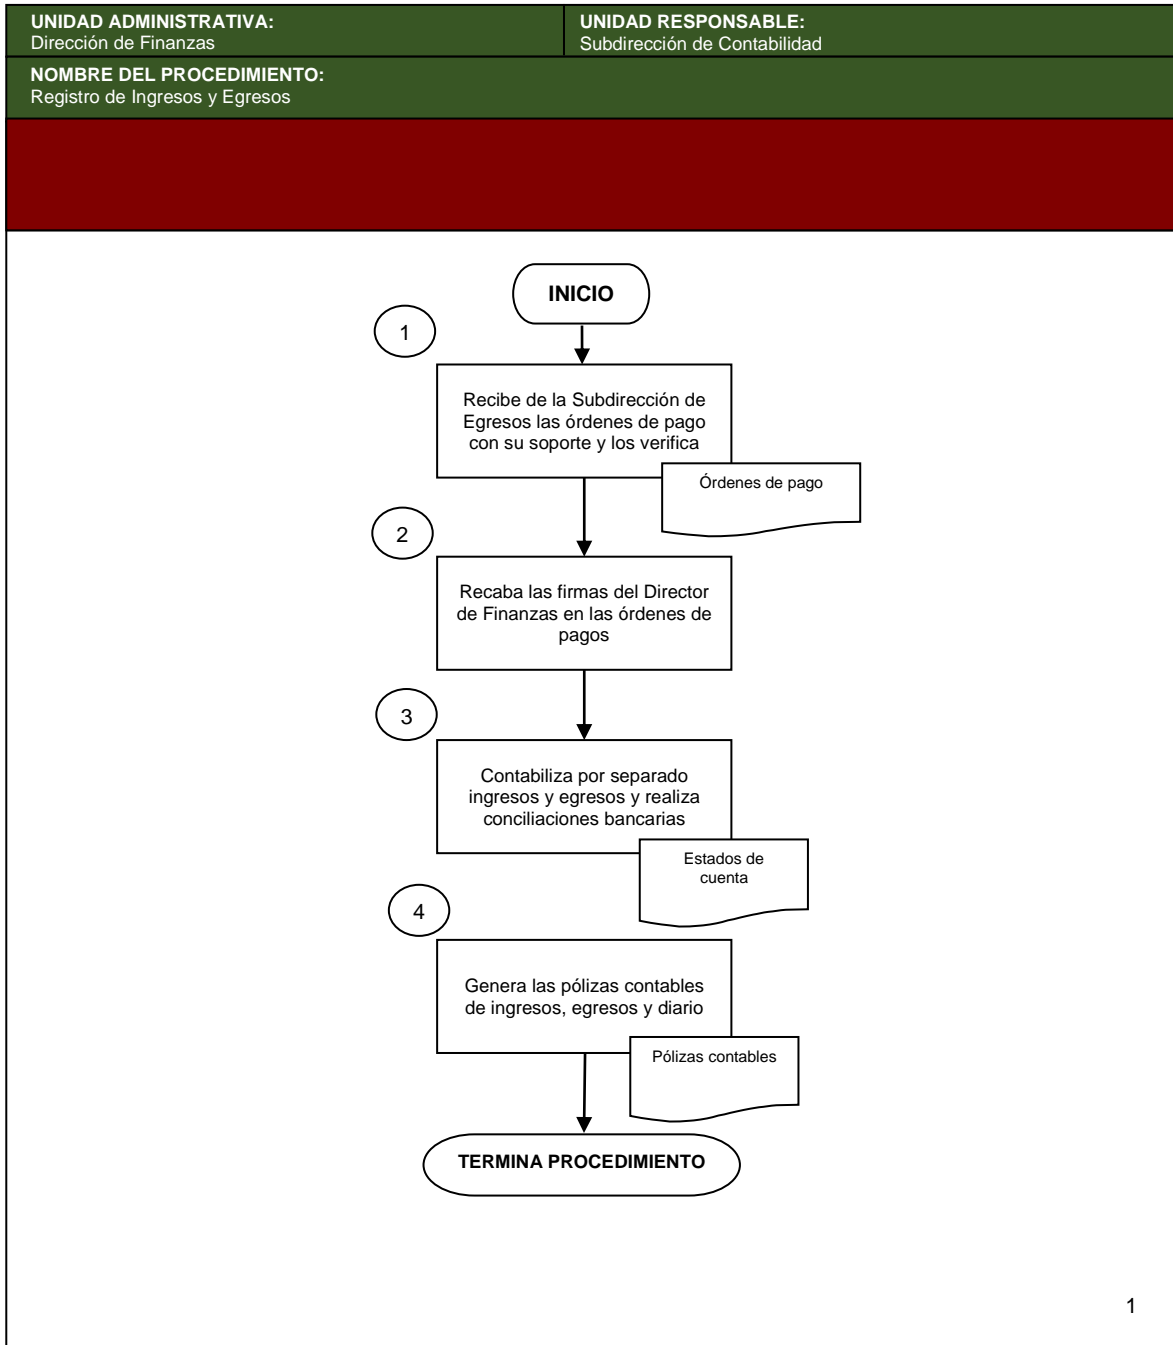 UNIDAD ADMINISTRATIVA:
Dirección de Finanzas
UNIDAD RESPONSABLE:
Subdirección de Contabilidad
NOMBRE DEL PROCEDIMIENTO:
Registro de Ingresos y Egresos
INICIO
1
Recibe de la Subdirección de
Egresos las órdenes de pago
con su soporte y los verifica
Órdenes de pago
2
Recaba las firmas del Director
de Finanzas en las órdenes de
pagos
3
Contabiliza por separado
ingresos y egresos y realiza
conciliaciones bancarias
Estados de
cuenta
4
Genera las pólizas contables
de ingresos, egresos y diario
Pólizas contables
TERMINA PROCEDIMIENTO
1